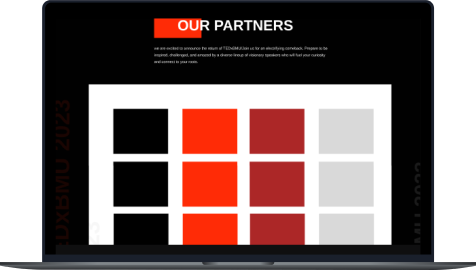 OUR PARTNERS
we are excited to announce the return of TEDxBMU!Join us for an electrifying comeback. Prepare to be
inspired, challenged, and amazed by a diverse lineup of visionary speakers who will fuel your curiosity
and connect to your roots.
DxBMU 2023
MU 2023